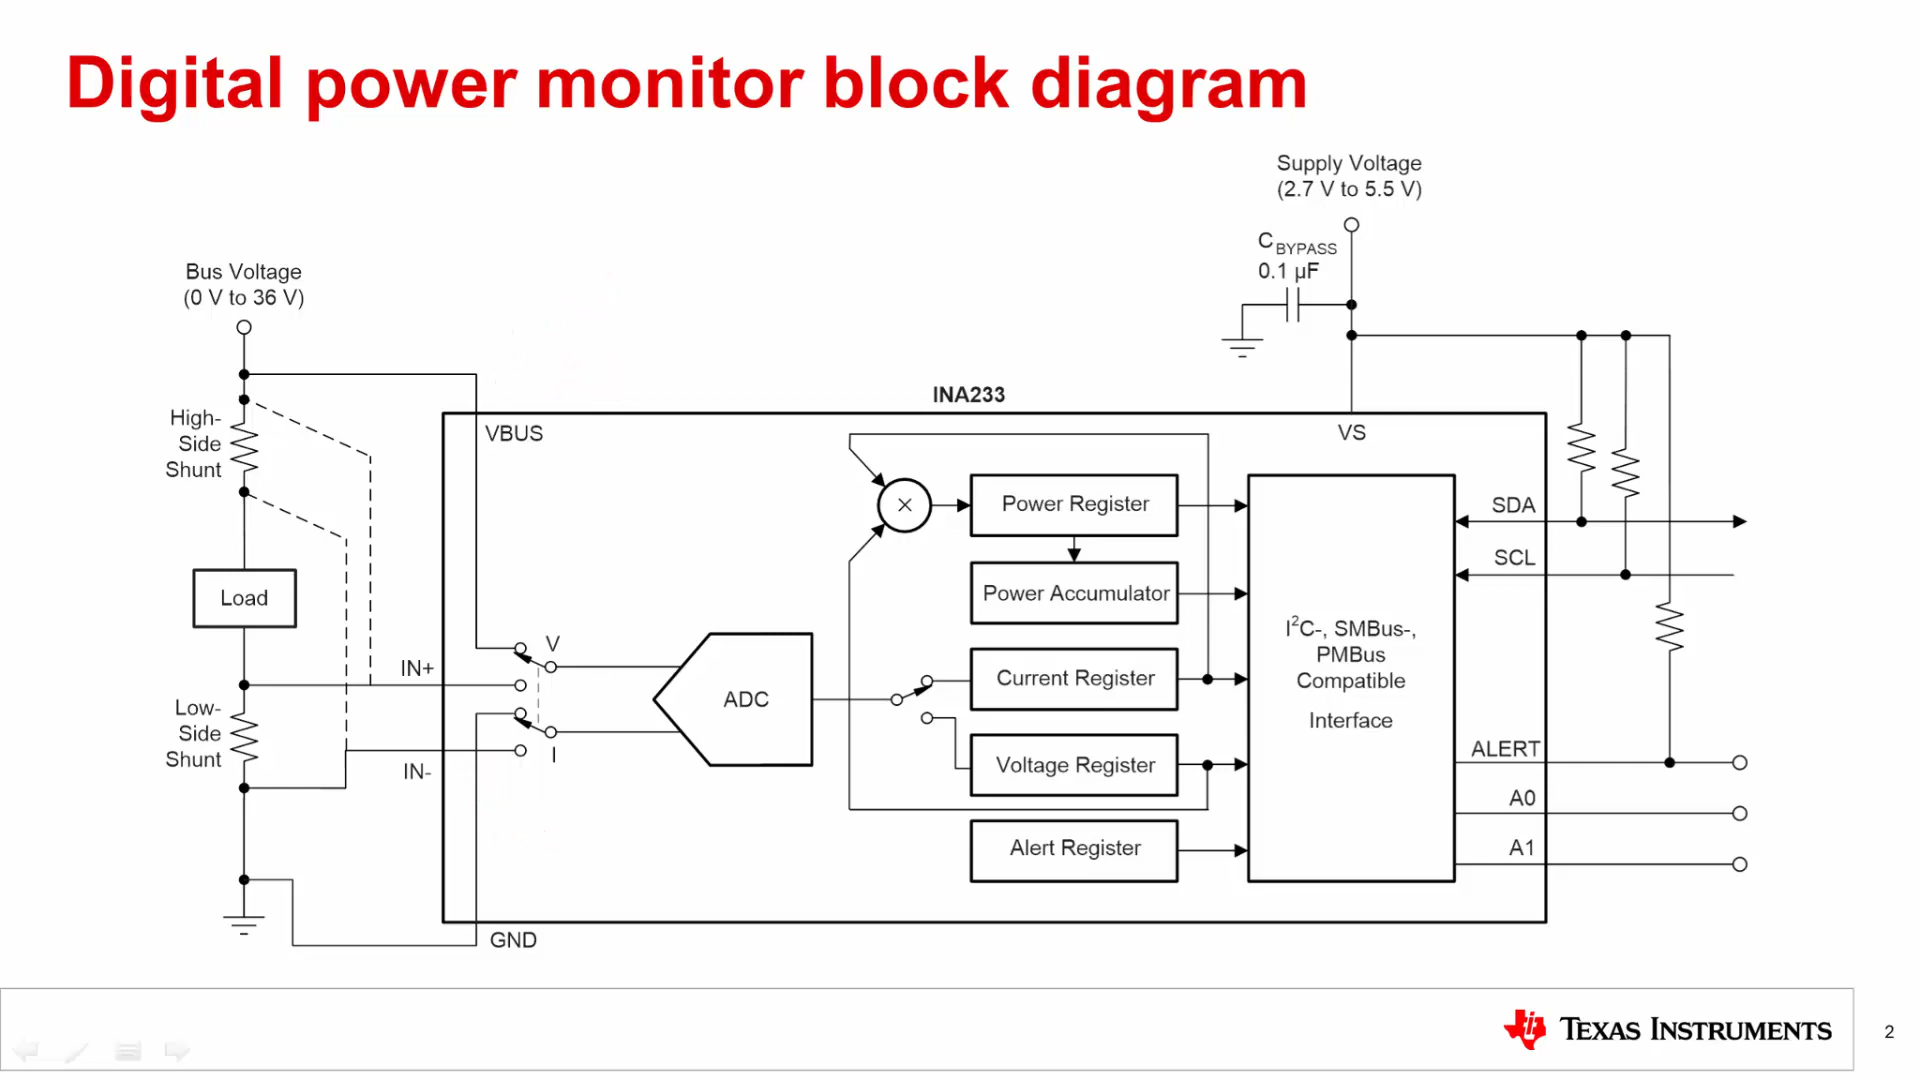 Digital power monitor block diagram
Supply Voltage
(2.7 V to 5.5 V)
CBYPASS
0.1 µF
Bus Voltage
(0 V to 36 V)
High-
Side
Shunt
Load
Low-
Side
Shunt
INA233
VBUS
VS
IN+
IN-
GND
V
I
ADC
×
Power Register
Power Accumulator
Current Register
Voltage Register
Alert Register
I²C-, SMBus-,
PMBus
Compatible
Interface
SDA
SCL
ALERT
A0
A1
TEXAS INSTRUMENTS
2